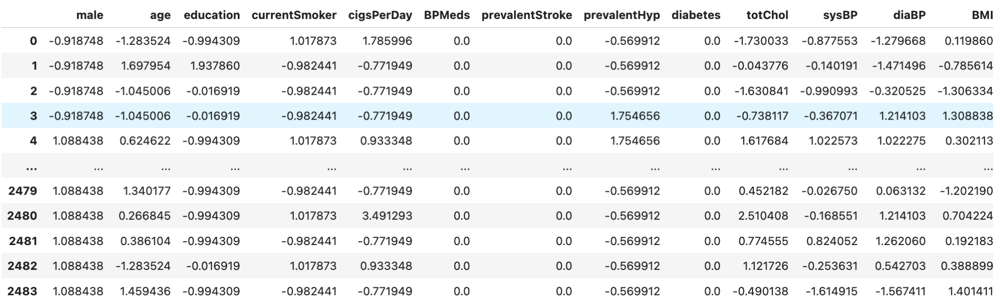 male age education currentSmoker cigsPerDay BPMeds prevalentStroke prevalentHyp diabetes totChol sysBP diaBP BMI
0 -0.918748 -1.283524 -0.994309 1.017873 1.785996 0.0 0.0 -0.569912 0.0 -1.730033 -0.877553 -1.279668 0.119860
1 -0.918748 1.697954 1.937860 -0.982441 -0.771949 0.0 0.0 -0.569912 0.0 -0.043776 -0.140191 -1.471496 -0.785614
2 -0.918748 -1.045006 -0.016919 -0.982441 -0.771949 0.0 0.0 -0.569912 0.0 -1.630841 -0.990993 -0.320525 -1.306334
3 -0.918748 -1.045006 -0.016919 -0.982441 -0.771949 0.0 0.0 1.754656 0.0 -0.738117 -0.367071 1.214103 1.308838
4 1.088438 0.624622 -0.994309 1.017873 0.933348 0.0 0.0 1.754656 0.0 1.617684 1.022573 1.022275 0.302113
... ... ... ... ... ... ... ... ... ... ... ... ... ...
2479 1.088438 1.340177 -0.994309 -0.982441 -0.771949 0.0 0.0 -0.569912 0.0 0.452182 -0.026750 0.063132 -1.202190
2480 1.088438 0.266845 -0.994309 1.017873 3.491293 0.0 0.0 -0.569912 0.0 2.510408 -0.168551 1.214103 0.704224
2481 1.088438 0.386104 -0.994309 -0.982441 -0.771949 0.0 0.0 -0.569912 0.0 0.774555 0.824052 1.262060 0.192183
2482 1.088438 -1.283524 -0.016919 1.017873 0.933348 0.0 0.0 -0.569912 0.0 1.121726 -0.253631 0.542703 0.388899
2483 1.088438 1.459436 -0.994309 -0.982441 -0.771949 0.0 0.0 -0.569912 0.0 -0.490138 -1.614915 -1.567411 1.401411